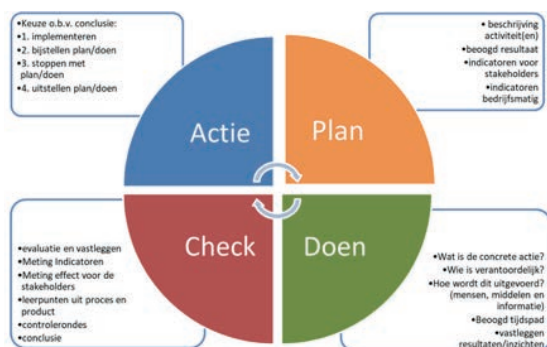 •Keuze o.b.v. conclusie:
•1. implementeren
•2. bijstellen plan/doen
•3. stoppen met
plan/doen
•4. uitstellen plan/doen
• beschrijving
activiteit(en)
•beoogd resultaat
•indicatoren voor
stakeholders
•indicatoren
bedrijfsmatig
Actie
Plan
Check
Doen
•evaluatie en vastleggen
•Meting Indicatoren
•Meting effect voor de
stakeholders
•leerpunten uit proces en
product
•controlerondes
•conclusie
•Wat is de concrete actie?
•Wie is verantoordelijk?
•Hoe wordt dit uitgevoerd?
(mensen, middelen en
informatie)
•Beoogd tijdspad
•vastleggen
resultaten/inzichten